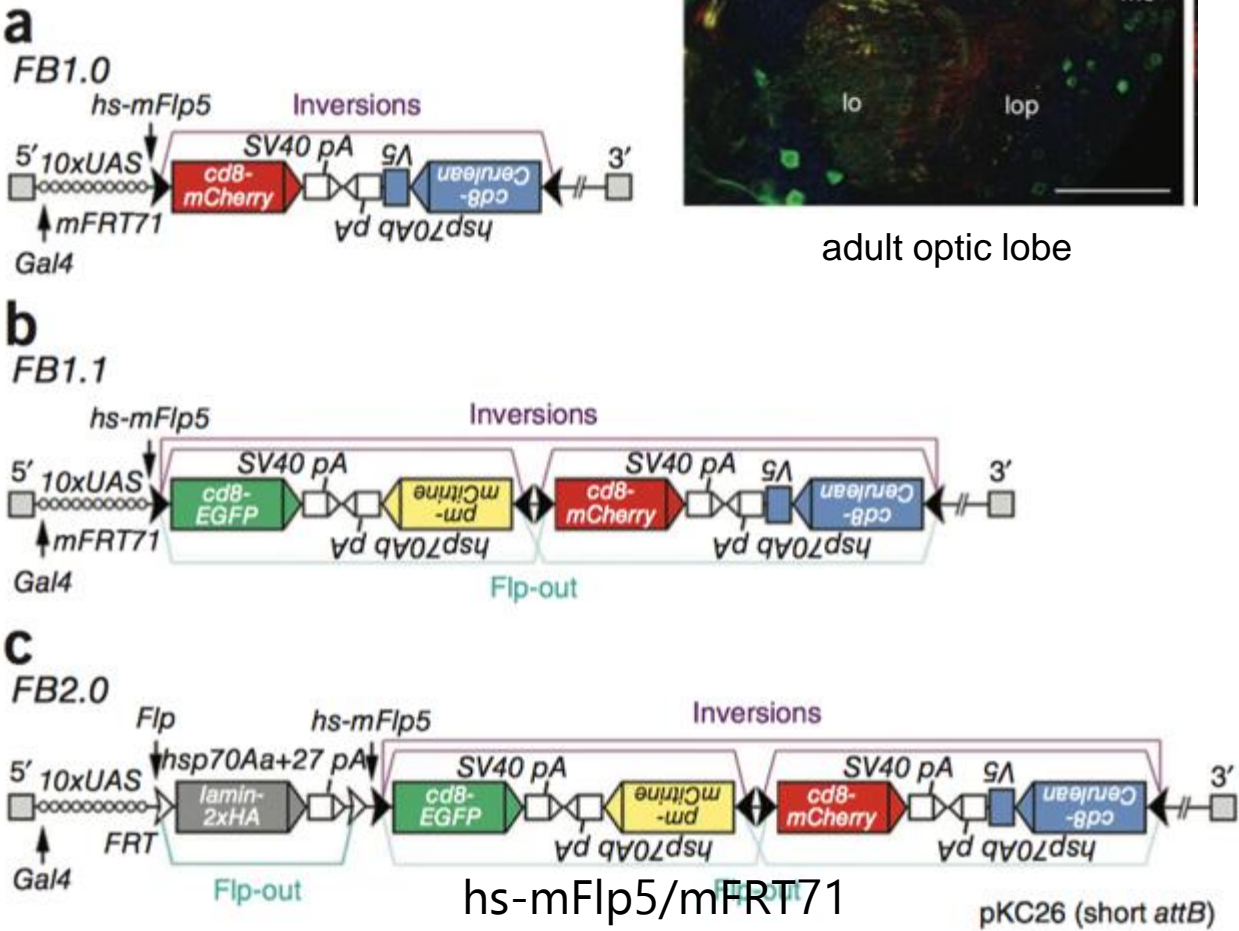 a
FB1.0
hs-mFlp5
Inversions
5′ 10xUAS
SV40 pA
V5
3′
cd8-
mCherry
cd8-
Cerulean
mFRT71
hsp70Ab pA
Gal4
lo
lop
adult optic lobe
b
FB1.1
hs-mFlp5
Inversions
5′ 10xUAS
SV40 pA
SV40 pA
V5
3′
cd8-
EGFP
pm-
mCitrine
cd8-
mCherry
cd8-
Cerulean
mFRT71
hsp70Ab pA
hsp70Ab pA
Gal4
Flp-out
c
FB2.0
Flp
hs-mFlp5
Inversions
hsp70Aa+27 pA
5′ 10xUAS
SV40 pA
SV40 pA
V5
3′
lamin-
2xHA
cd8-
EGFP
pm-
mCitrine
cd8-
mCherry
cd8-
Cerulean
FRT
hsp70Ab pA
hsp70Ab pA
Gal4
Flp-out
Flp-out
hs-mFlp5/mFRT71
pKC26 (short attB)